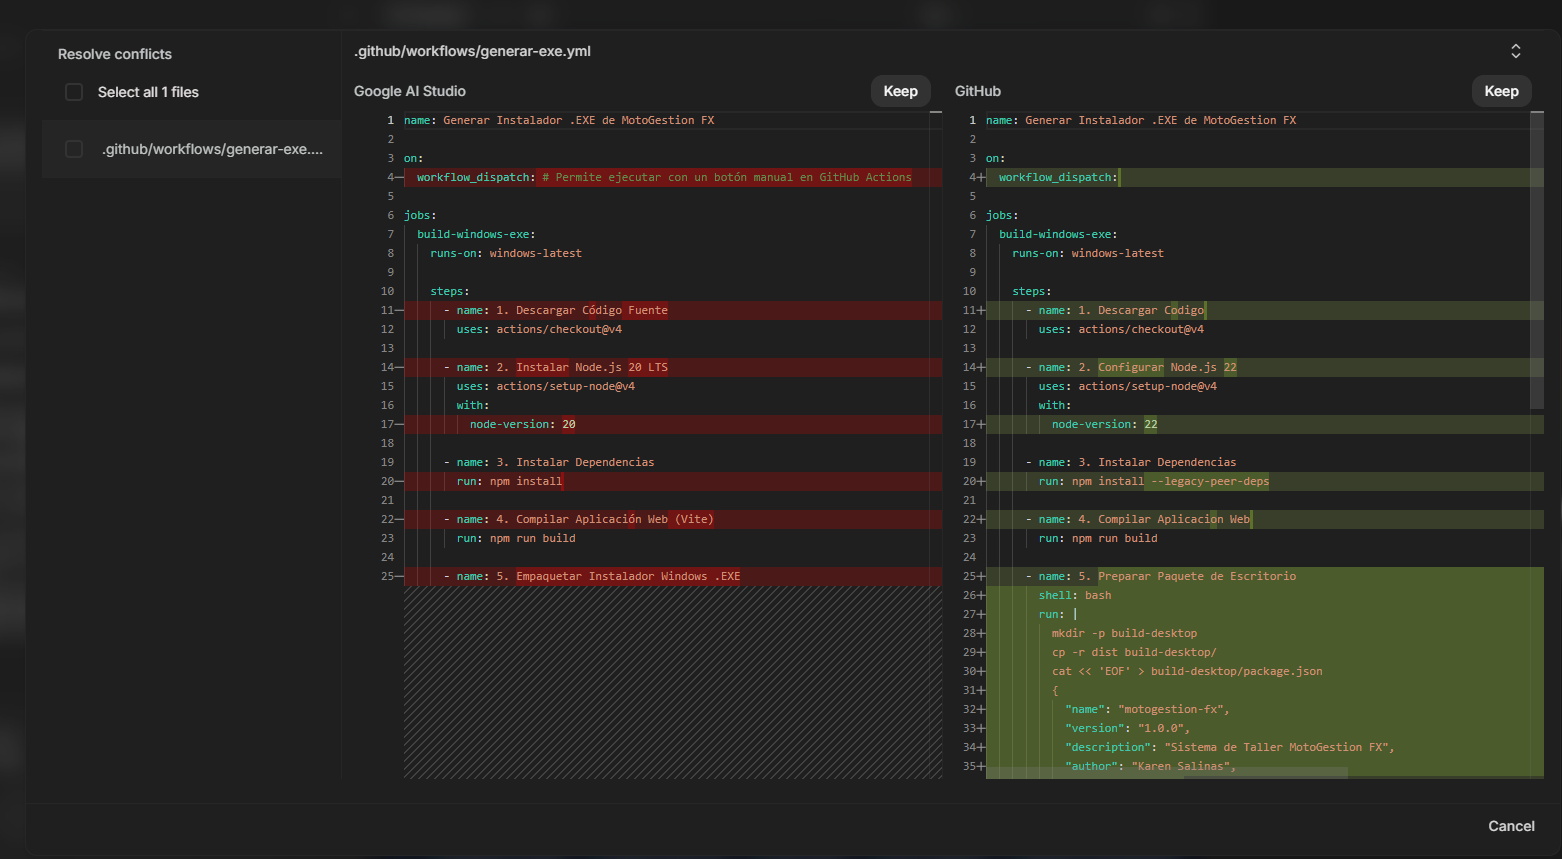 Resolve conflicts
Select all 1 files
.github/workflows/generar-exe....
.github/workflows/generar-exe.yml
Google AI Studio
Keep
1 name: Generar Instalador .EXE de MotoGestion FX
2
3 on:
4— workflow_dispatch: # Permite ejecutar con un botón manual en GitHub Actions
5
6 jobs:
7 build-windows-exe:
8 runs-on: windows-latest
9
10 steps:
11— - name: 1. Descargar Código Fuente
12 uses: actions/checkout@v4
13
14— - name: 2. Instalar Node.js 20 LTS
15 uses: actions/setup-node@v4
16 with:
17— node-version: 20
18
19 - name: 3. Instalar Dependencias
20— run: npm install
21
22— - name: 4. Compilar Aplicación Web (Vite)
23 run: npm run build
24
25— - name: 5. Empaquetar Instalador Windows .EXE
GitHub
Keep
1 name: Generar Instalador .EXE de MotoGestion FX
2
3 on:
4+ workflow_dispatch:
5
6 jobs:
7 build-windows-exe:
8 runs-on: windows-latest
9
10 steps:
11+ - name: 1. Descargar Codigo
12 uses: actions/checkout@v4
13
14+ - name: 2. Configurar Node.js 22
15 uses: actions/setup-node@v4
16 with:
17+ node-version: 22
18
19 - name: 3. Instalar Dependencias
20+ run: npm install --legacy-peer-deps
21
22+ - name: 4. Compilar Aplicacion Web
23 run: npm run build
24
25+ - name: 5. Preparar Paquete de Escritorio
26+ shell: bash
27+ run: |
28+ mkdir -p build-desktop
29+ cp -r dist build-desktop/
30+ cat << 'EOF' > build-desktop/package.json
31+ {
32+ "name": "motogestion-fx",
33+ "version": "1.0.0",
34+ "description": "Sistema de Taller MotoGestion FX",
35+ "author": "Karen Salinas",
Cancel